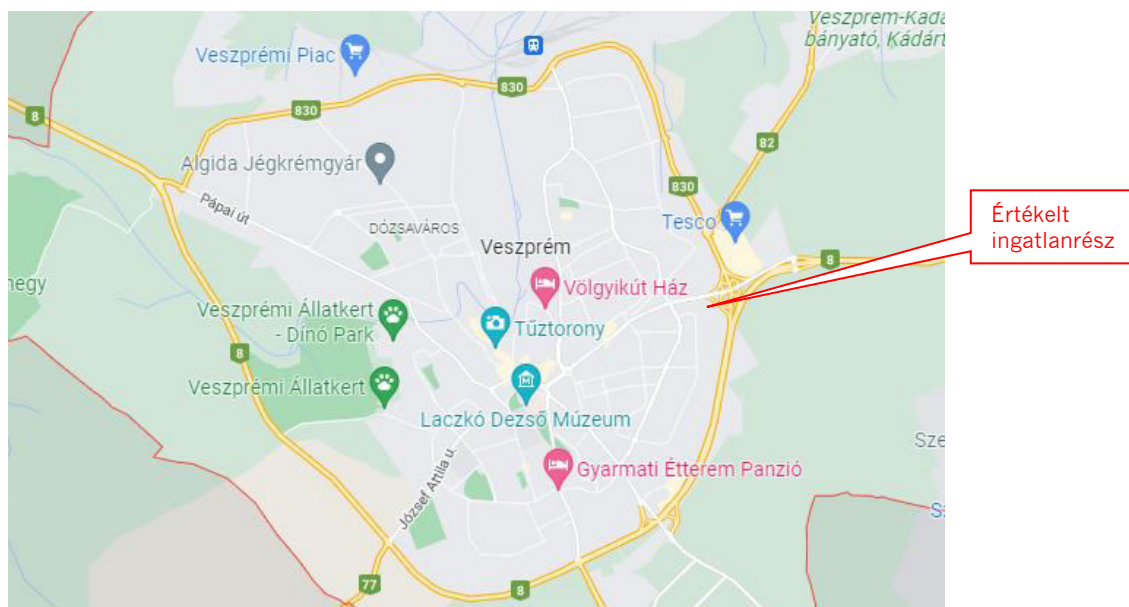 Veszprém-Káda
bányató, Kádárt
Veszprémi Piac
830
830
8
82
Algida Jégkrémgyár
830
Pápai út
DÓZSAVÁROS
Tesco
Értékelt
ingatlanrész
Veszprém
8
Völgyikút Ház
hegy
Veszprémi Állatkert
- Dínó Park
Tűztorony
8
Veszprémi Állatkert
M
Laczkó Dezső Múzeum
Sze
József Attila u.
Gyarmati Étterem Panzió
S
77
8